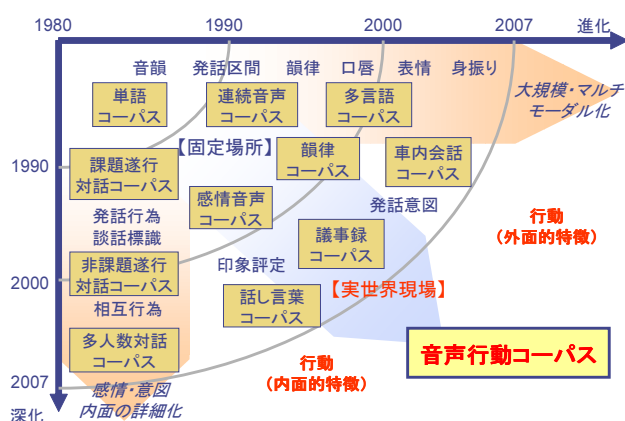 1980 1990 2000 2007 進化
音韻 発話区間 韻律 口唇 表情 身振り
大規模・マルチ
モーダル化
単語
コーパス
連続音声
コーパス
多言語
コーパス
【固定場所】
韻律
コーパス
車内会話
コーパス
1990
課題遂行
対話コーパス
感情音声
コーパス
発話意図
発話行為
談話標識
議事録
コーパス
行動
(外面的特徴)
2000
非課題遂行
対話コーパス
印象評定
【実世界現場】
相互行為
話し言葉
コーパス
多人数対話
コーパス
行動
(内面的特徴)
音声行動コーパス
2007
感情・意図
内面の詳細化
深化